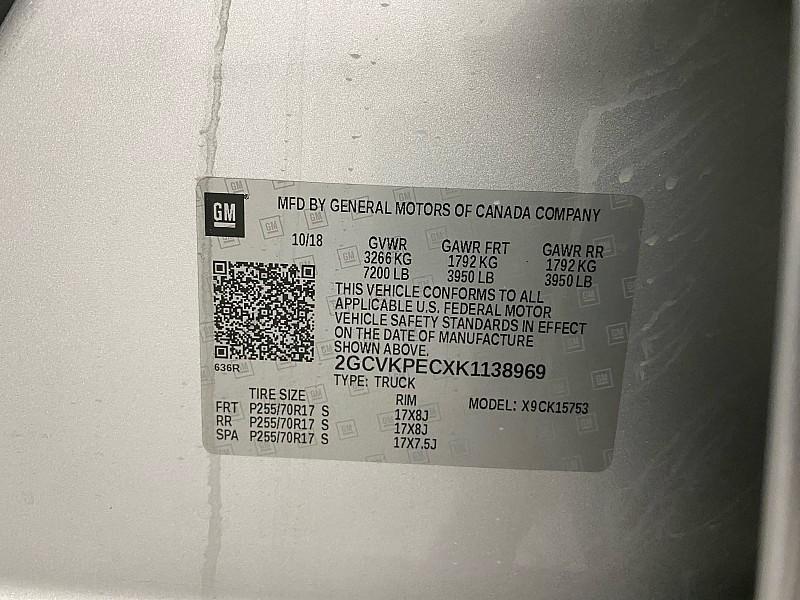 GM
MFD BY GENERAL MOTORS OF CANADA COMPANY
10/18 GVWR GAWR FRT GAWR RR
3266 KG 1792 KG 1792 KG
7200 LB 3950 LB 3950 LB
THIS VEHICLE CONFORMS TO ALL
APPLICABLE U.S. FEDERAL MOTOR
VEHICLE SAFETY STANDARDS IN EFFECT
ON THE DATE OF MANUFACTURE
SHOWN ABOVE.
636R
2GCVKPECXK1138969
TYPE: TRUCK
TIRE SIZE RIM MODEL: X9CK15753
FRT P255/70R17 S 17X8J
RR P255/70R17 S 17X8J
SPA P255/70R17 S 17X7.5J